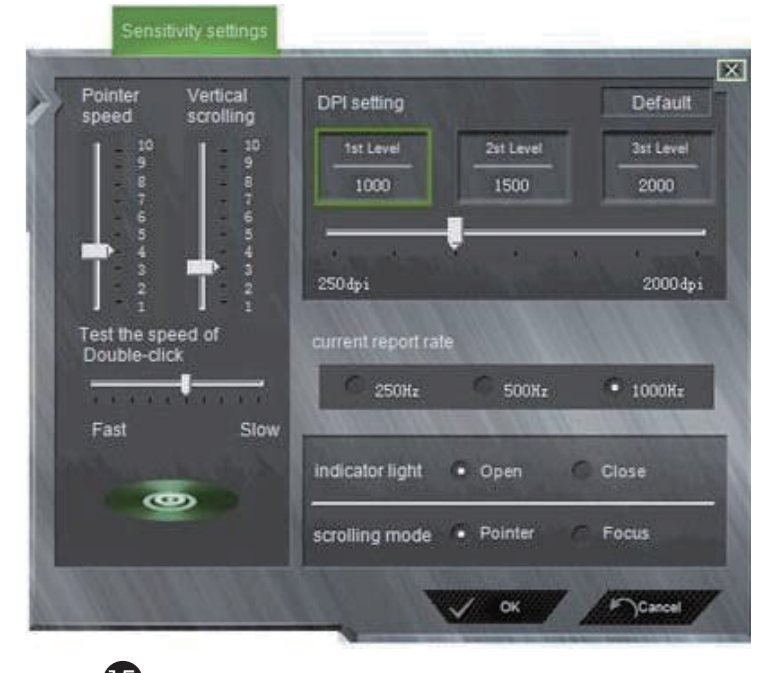 Sensitivity settings
X
Pointer speed
Vertical scrolling
10
9
8
7
6
5
4
3
2
1
10
9
8
7
6
5
4
3
2
1
Test the speed of
Double-click
Fast Slow
DPI setting
Default
1st Level
1000
2st Level
1500
3st Level
2000
250dpi 2000dpi
current report rate
250Hz 500Hz 1000Hz
indicator light Open Close
scrolling mode Pointer Focus
OK Cancel